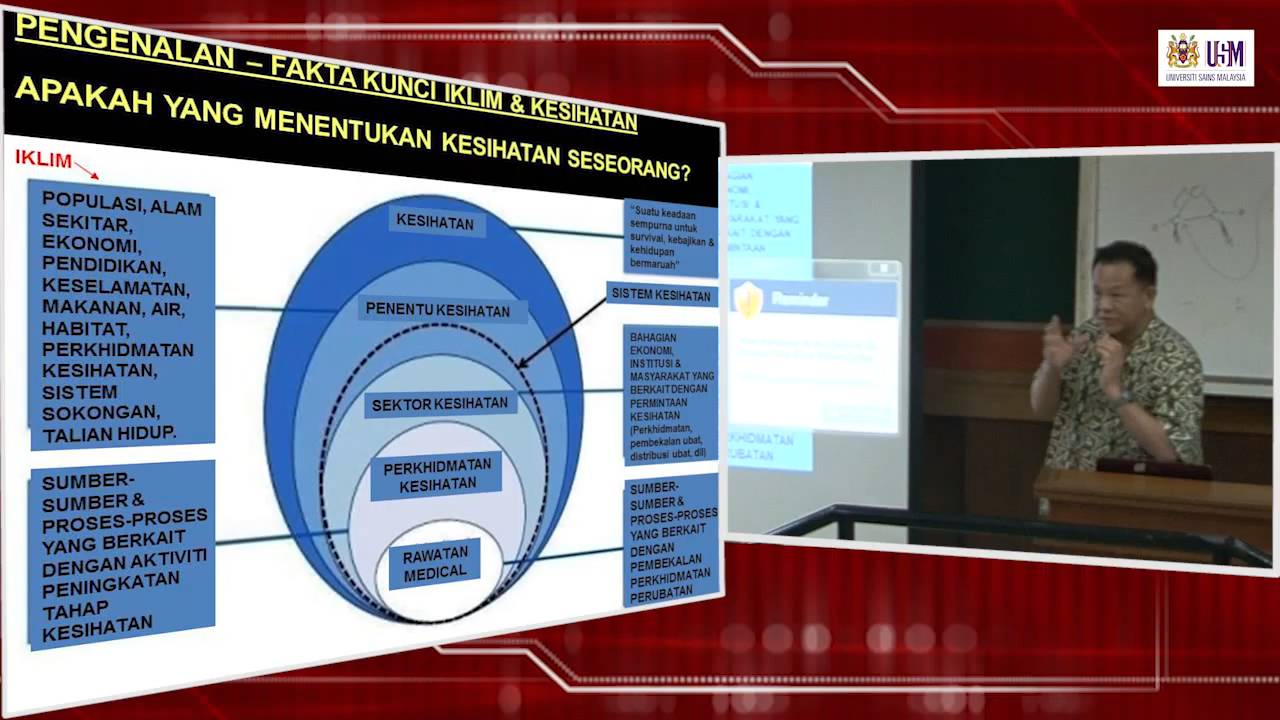 PENGENALAN – FAKTA KUNCI IKLIM & KESIHATAN
APAKAH YANG MENENTUKAN KESIHATAN SESEORANG?
IKLIM
POPULASI, ALAM
SEKITAR,
EKONOMI,
PENDIDIKAN,
KESELAMATAN,
MAKANAN, AIR,
HABITAT,
PERKHIDMATAN
KESIHATAN,
SISTEM
SOKONGAN,
TALIAN HIDUP.
SUMBER-
SUMBER &
PROSES-PROSES
YANG BERKAIT
DENGAN AKTIVITI
PENINGKATAN
TAHAP
KESIHATAN
KESIHATAN
PENENTU KESIHATAN
SEKTOR KESIHATAN
PERKHIDMATAN
KESIHATAN
RAWATAN
MEDICAL
“Suatu keadaan
sempurna untuk
survival, kebajikan &
kehidupan
bermaruah”
SISTEM KESIHATAN
BAHAGIAN
EKONOMI,
INSTITUSI &
MASYARAKAT YANG
BERKAIT DENGAN
PERMINTAAN
KESIHATAN
(Perkhidmatan,
pembekalan ubat,
distribusi ubat, dll)
SUMBER-
SUMBER &
PROSES-PROSES
YANG BERKAIT
DENGAN
PEMBEKALAN
PERKHIDMATAN
PERUBATAN
USM
UNIVERSITI SAINS MALAYSIA
YANG
DENGAN
Reminder